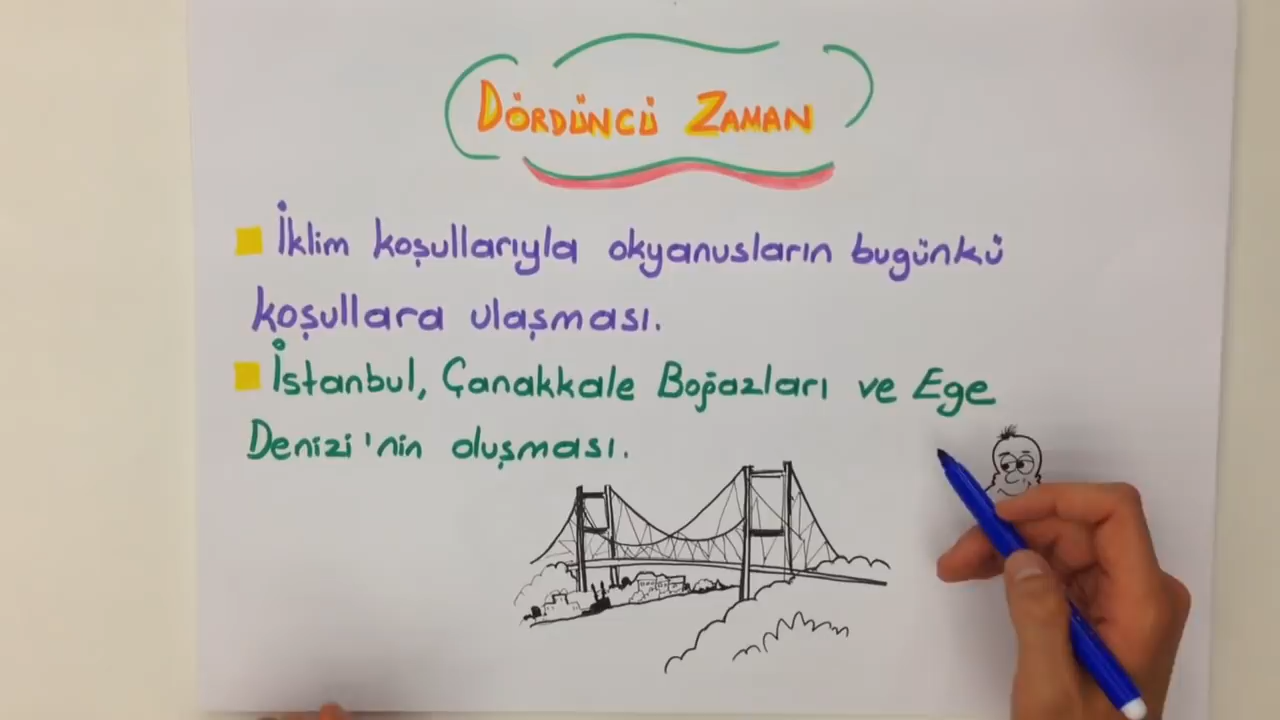 DÖRDÜNCÜ ZAMAN
İklim koşullarıyla okyanusların bugünkü
koşullara ulaşması.
İstanbul, Çanakkale Boğazları ve Ege
Denizi'nin oluşması.